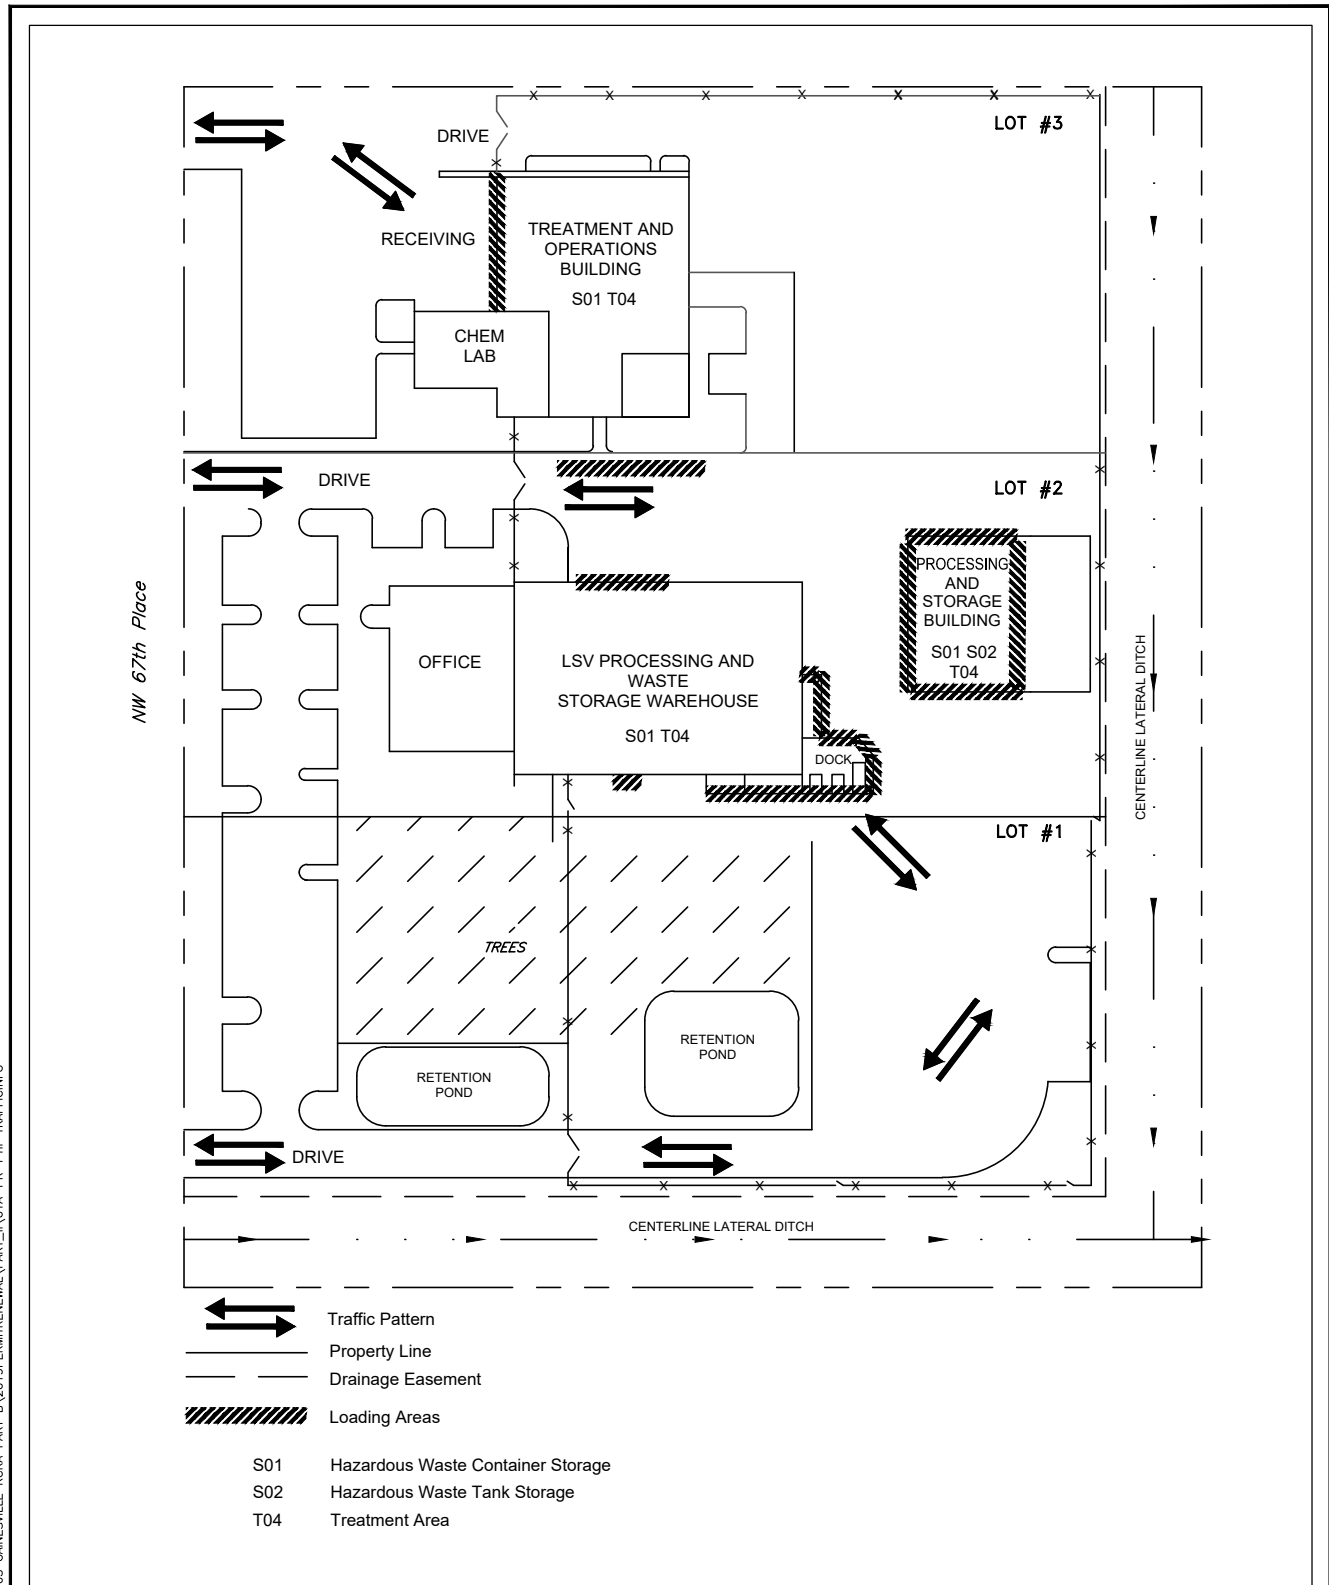 LOT #3
DRIVE
RECEIVING
TREATMENT AND
OPERATIONS
BUILDING
S01 T04
CHEM
LAB
DRIVE
LOT #2
NW 67th Place
OFFICE
LSV PROCESSING AND
WASTE
STORAGE WAREHOUSE
S01 T04
PROCESSING
AND
STORAGE
BUILDING
S01 S02
T04
DOCK
CENTERLINE LATERAL DITCH
LOT #1
TREES
RETENTION
POND
RETENTION
POND
DRIVE
CENTERLINE LATERAL DITCH
Traffic Pattern
Property Line
Drainage Easement
Loading Areas
S01 Hazardous Waste Container Storage
S02 Hazardous Waste Tank Storage
T04 Treatment Area